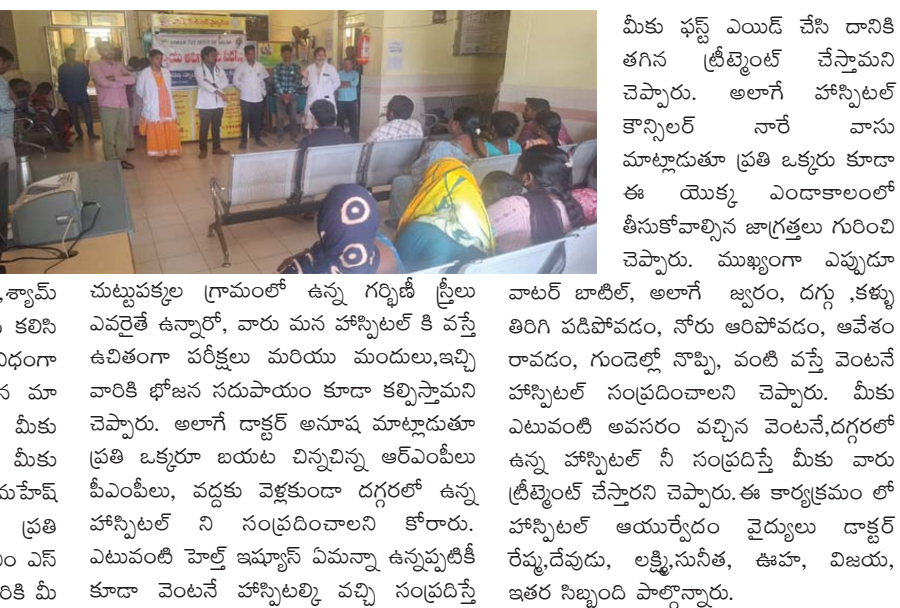 ,శ్యామ్
కలిసి
విధంగా
మా
మీకు
మీకు
మహేష్
ప్రతి
ఎస్
మీ
చుట్టుపక్కల గ్రామంలో ఉన్న గర్భిణీ స్త్రీలు
ఎవరైతే ఉన్నారో, వారు మన హాస్పిటల్ కి వస్తే
ఉచితంగా పరీక్షలు మరియు మందులు,ఇచ్చి
వారికి భోజన సదుపాయం కూడా కల్పిస్తామని
చెప్పారు. అలాగే డాక్టర్ అనూష మాట్లాడుతూ
ప్రతి ఒక్కరూ బయట చిన్నచిన్న ఆర్ఎంపీలు
పీఎంపీలు, వద్దకు వెళ్లకుండా దగ్గరలో ఉన్న
హాస్పిటల్ ని సంప్రదించాలని కోరారు.
ఎటువంటి హెల్త్ ఇష్యూస్ ఏమన్నా ఉన్నప్పటికీ
కూడా వెంటనే హాస్పిటల్కి వచ్చి సంప్రదిస్తే
మీకు ఫస్ట్ ఎయిడ్ చేసి దానికి
తగిన ట్రీట్మెంట్ చేస్తామని
చెప్పారు. అలాగే హాస్పిటల్
కౌన్సిలర్ నారే వాసు
మాట్లాడుతూ ప్రతి ఒక్కరు కూడా
ఈ యొక్క ఎండాకాలంలో
తీసుకోవాల్సిన జాగ్రత్తలు గురించి
చెప్పారు. ముఖ్యంగా ఎప్పుడూ
వాటర్ బాటిల్, అలాగే జ్వరం, దగ్గు ,కళ్ళు
తిరిగి పడిపోవడం, నోరు ఆరిపోవడం, ఆవేశం
రావడం, గుండెల్లో నొప్పి, వంటి వస్తే వెంటనే
హాస్పిటల్ సంప్రదించాలని చెప్పారు. మీకు
ఎటువంటి అవసరం వచ్చిన వెంటనే,దగ్గరలో
ఉన్న హాస్పిటల్ నీ సంప్రదిస్తే మీకు వారు
ట్రీట్మెంట్ చేస్తారని చెప్పారు.ఈ కార్యక్రమం లో
హాస్పిటల్ ఆయుర్వేదం వైద్యులు డాక్టర్
రేష్మ,దేవుడు, లక్ష్మి,సునీత, ఊహ, విజయ,
ఇతర సిబ్బంది పాల్గొన్నారు.